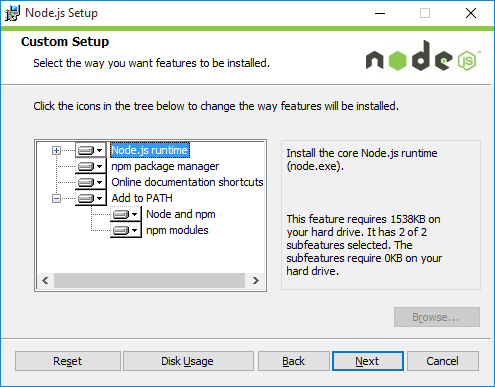 Node.js Setup
Custom Setup
Select the way you want features to be installed.
node
JS
Click the icons in the tree below to change the way features will be installed.
Node.js runtime
npm package manager
Online documentation shortcuts
Add to PATH
Node and npm
npm modules
Install the core Node.js runtime
(node.exe).
This feature requires 1538KB on
your hard drive. It has 2 of 2
subfeatures selected. The
subfeatures require 0KB on your
hard drive.
Browse...
Reset
Disk Usage
Back
Next
Cancel